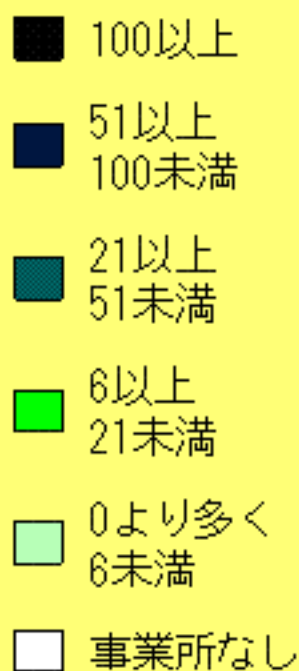 100以上
51以上
100未満
21以上
51未満
6以上
21未満
0より多く
6未満
事業所なし